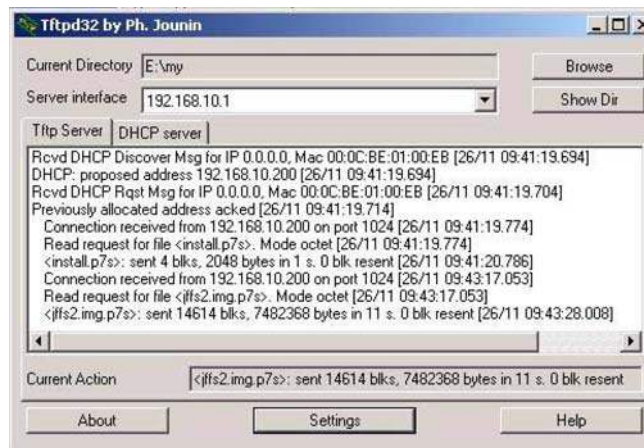 Tftpd32 by Ph. Jounin
Current Directory E:\my
Browse
Server interface 192.168.10.1
Show Dir
Tftp Server DHCP server
Rcvd DHCP Discover Msg for IP 0.0.0.0, Mac 00:0C:BE:01:00:EB [26/11 09:41:19.694]
DHCP: proposed address 192.168.10.200 [26/11 09:41:19.694]
Rcvd DHCP Rqst Msg for IP 0.0.0.0, Mac 00:0C:BE:01:00:EB [26/11 09:41:19.704]
Previously allocated address acked [26/11 09:41:19.714]
Connection received from 192.168.10.200 on port 1024 [26/11 09:41:19.774]
Read request for file <install.p7s>. Mode octet [26/11 09:41:19.774]
<install.p7s>: sent 4 blks, 2048 bytes in 1 s. 0 blk resent [26/11 09:41:20.786]
Connection received from 192.168.10.200 on port 1024 [26/11 09:43:17.053]
Read request for file <jffs2.img.p7s>. Mode octet [26/11 09:43:17.053]
<jffs2.img.p7s>: sent 14614 blks, 7482368 bytes in 11 s. 0 blk resent [26/11 09:43:28.008]
Current Action <jffs2.img.p7s>: sent 14614 blks, 7482368 bytes in 11 s. 0 blk resent
About Settings Help